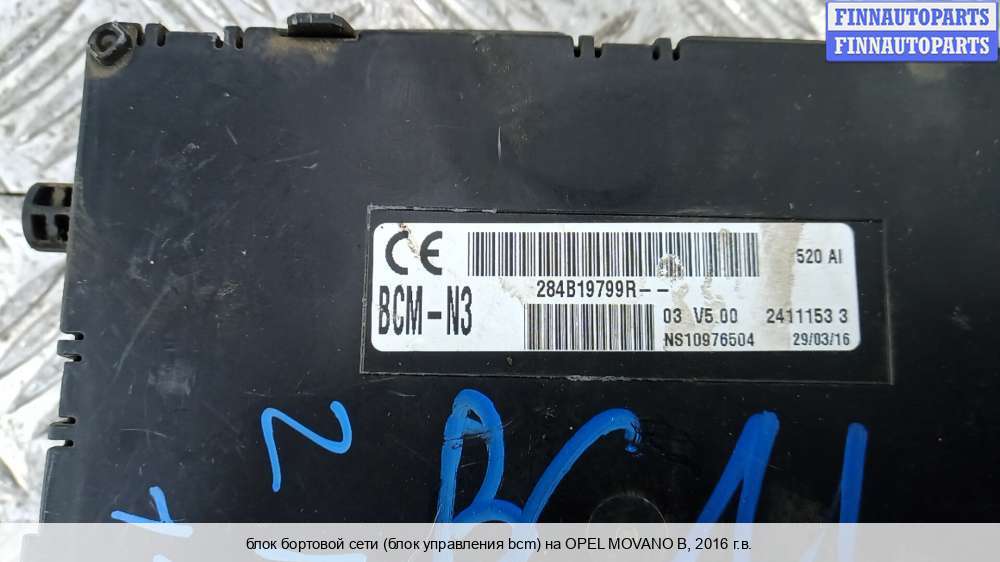 FINNAUTOPARTS
FINNAUTOPARTS
CE
520 AI
284B19799R--
BCM-N3
03 V5.00 2411153 3
NS10976504 29/03/16
N
BCM
блок бортовой сети (блок управления bcm) на OPEL MOVANO B, 2016 г.в.